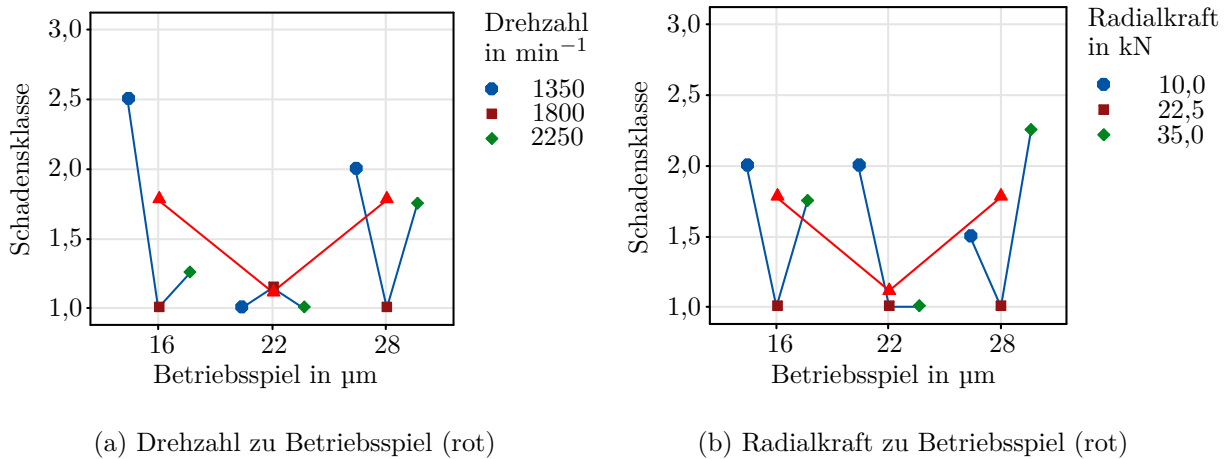 Schadensklasse
3,0
2,5
2,0
1,5
1,0
16
22
28
Betriebsspiel in µm
Drehzahl
in min⁻¹
1350
1800
2250
(a) Drehzahl zu Betriebsspiel (rot)
Schadensklasse
3,0
2,5
2,0
1,5
1,0
16
22
28
Betriebsspiel in µm
Radialkraft
in kN
10,0
22,5
35,0
(b) Radialkraft zu Betriebsspiel (rot)